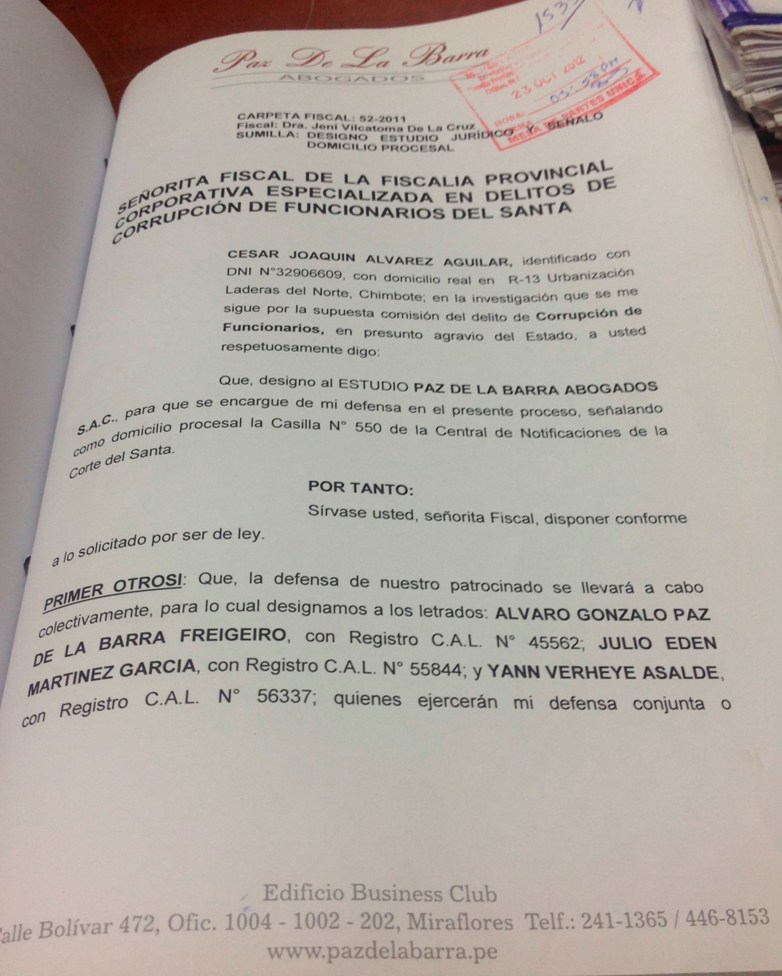 1533
Paz De La Barra
ABOGADOS
23 OCT 2012
HORA:
MESA DE PARTES UNICA
CARPETA FISCAL: 52-2011
Fiscal: Dra. Jeni Vilcatoma De La Cruz
SUMILLA: DESIGNO ESTUDIO JURÍDICO Y SEÑALO
DOMICILIO PROCESAL
SEÑORITA FISCAL DE LA FISCALIA PROVINCIAL
CORPORATIVA ESPECIALIZADA EN DELITOS DE
CORRUPCIÓN DE FUNCIONARIOS DEL SANTA
CESAR JOAQUIN ALVAREZ AGUILAR, identificado con
DNI N°32906609, con domicilio real en R-13 Urbanización
Laderas del Norte, Chimbote; en la investigación que se me
sigue por la supuesta comisión del delito de Corrupción de
Funcionarios, en presunto agravio del Estado, a usted
respetuosamente digo:
Que, designo al ESTUDIO PAZ DE LA BARRA ABOGADOS
S.A.C., para que se encargue de mi defensa en el presente proceso, señalando
como domicilio procesal la Casilla N° 550 de la Central de Notificaciones de la
Corte del Santa.
POR TANTO:
Sírvase usted, señorita Fiscal, disponer conforme
a lo solicitado por ser de ley.
PRIMER OTROSI: Que, la defensa de nuestro patrocinado se llevará a cabo
colectivamente, para lo cual designamos a los letrados: ALVARO GONZALO PAZ
DE LA BARRA FREIGEIRO, con Registro C.A.L. N° 45562; JULIO EDEN
MARTINEZ GARCIA, con Registro C.A.L. N° 55844; y YANN VERHEYE ASALDE,
con Registro C.A.L. N° 56337; quienes ejercerán mi defensa conjunta o
Edificio Business Club
Calle Bolívar 472, Ofic. 1004 - 1002 - 202, Miraflores Telf.: 241-1365 / 446-8153
www.pazdelabarra.pe